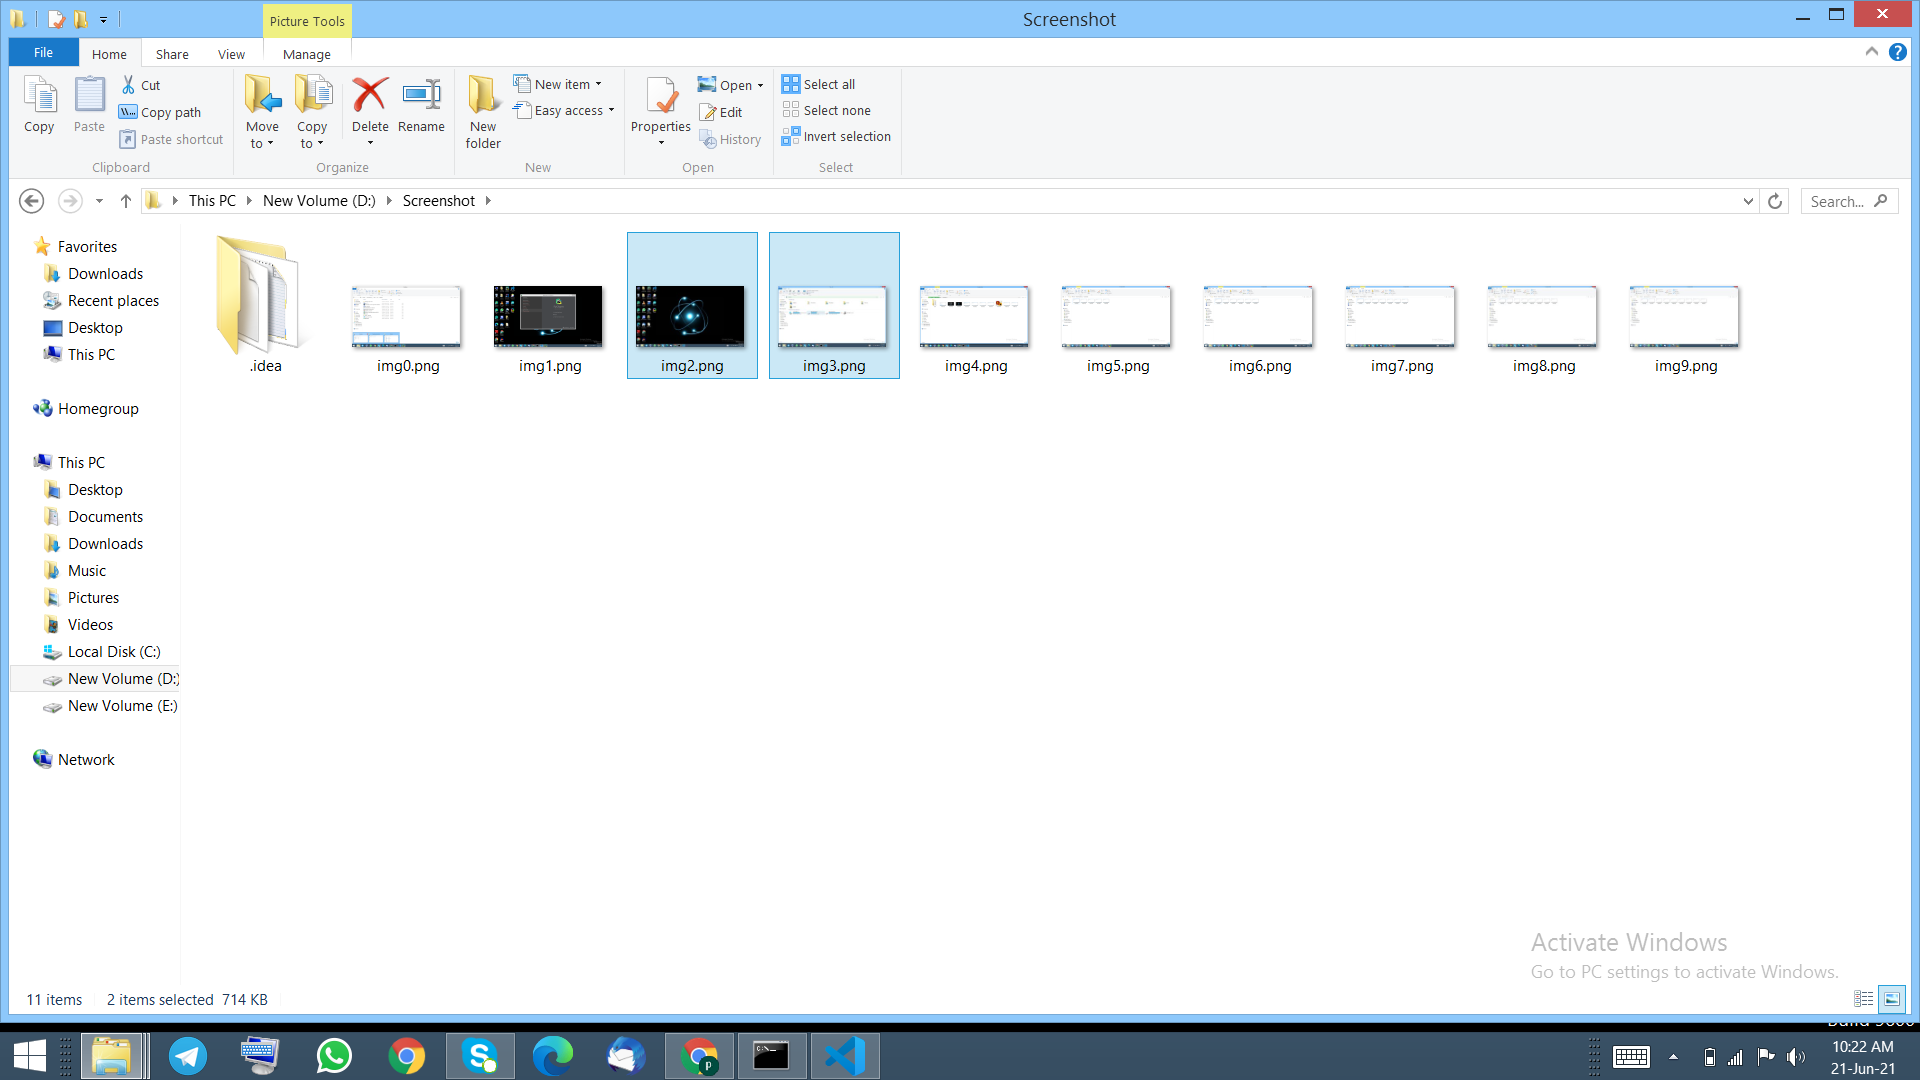 Picture Tools
Screenshot
File
Home
Share
View
Manage
Copy
Paste
Cut
Copy path
Paste shortcut
Clipboard
Move to
Copy to
Delete
Rename
Organize
New folder
New item
Easy access
New
Properties
Open
Edit
History
Open
Select all
Select none
Invert selection
Select
This PC
New Volume (D:)
Screenshot
Search...
Favorites
Downloads
Recent places
Desktop
This PC
Homegroup
This PC
Desktop
Documents
Downloads
Music
Pictures
Videos
Local Disk (C:)
New Volume (D:)
New Volume (E:)
Network
.idea
img0.png
img1.png
img2.png
img3.png
img4.png
img5.png
img6.png
img7.png
img8.png
img9.png
Activate Windows
Go to PC settings to activate Windows.
11 items
2 items selected
714 KB
10:22 AM
21-Jun-21